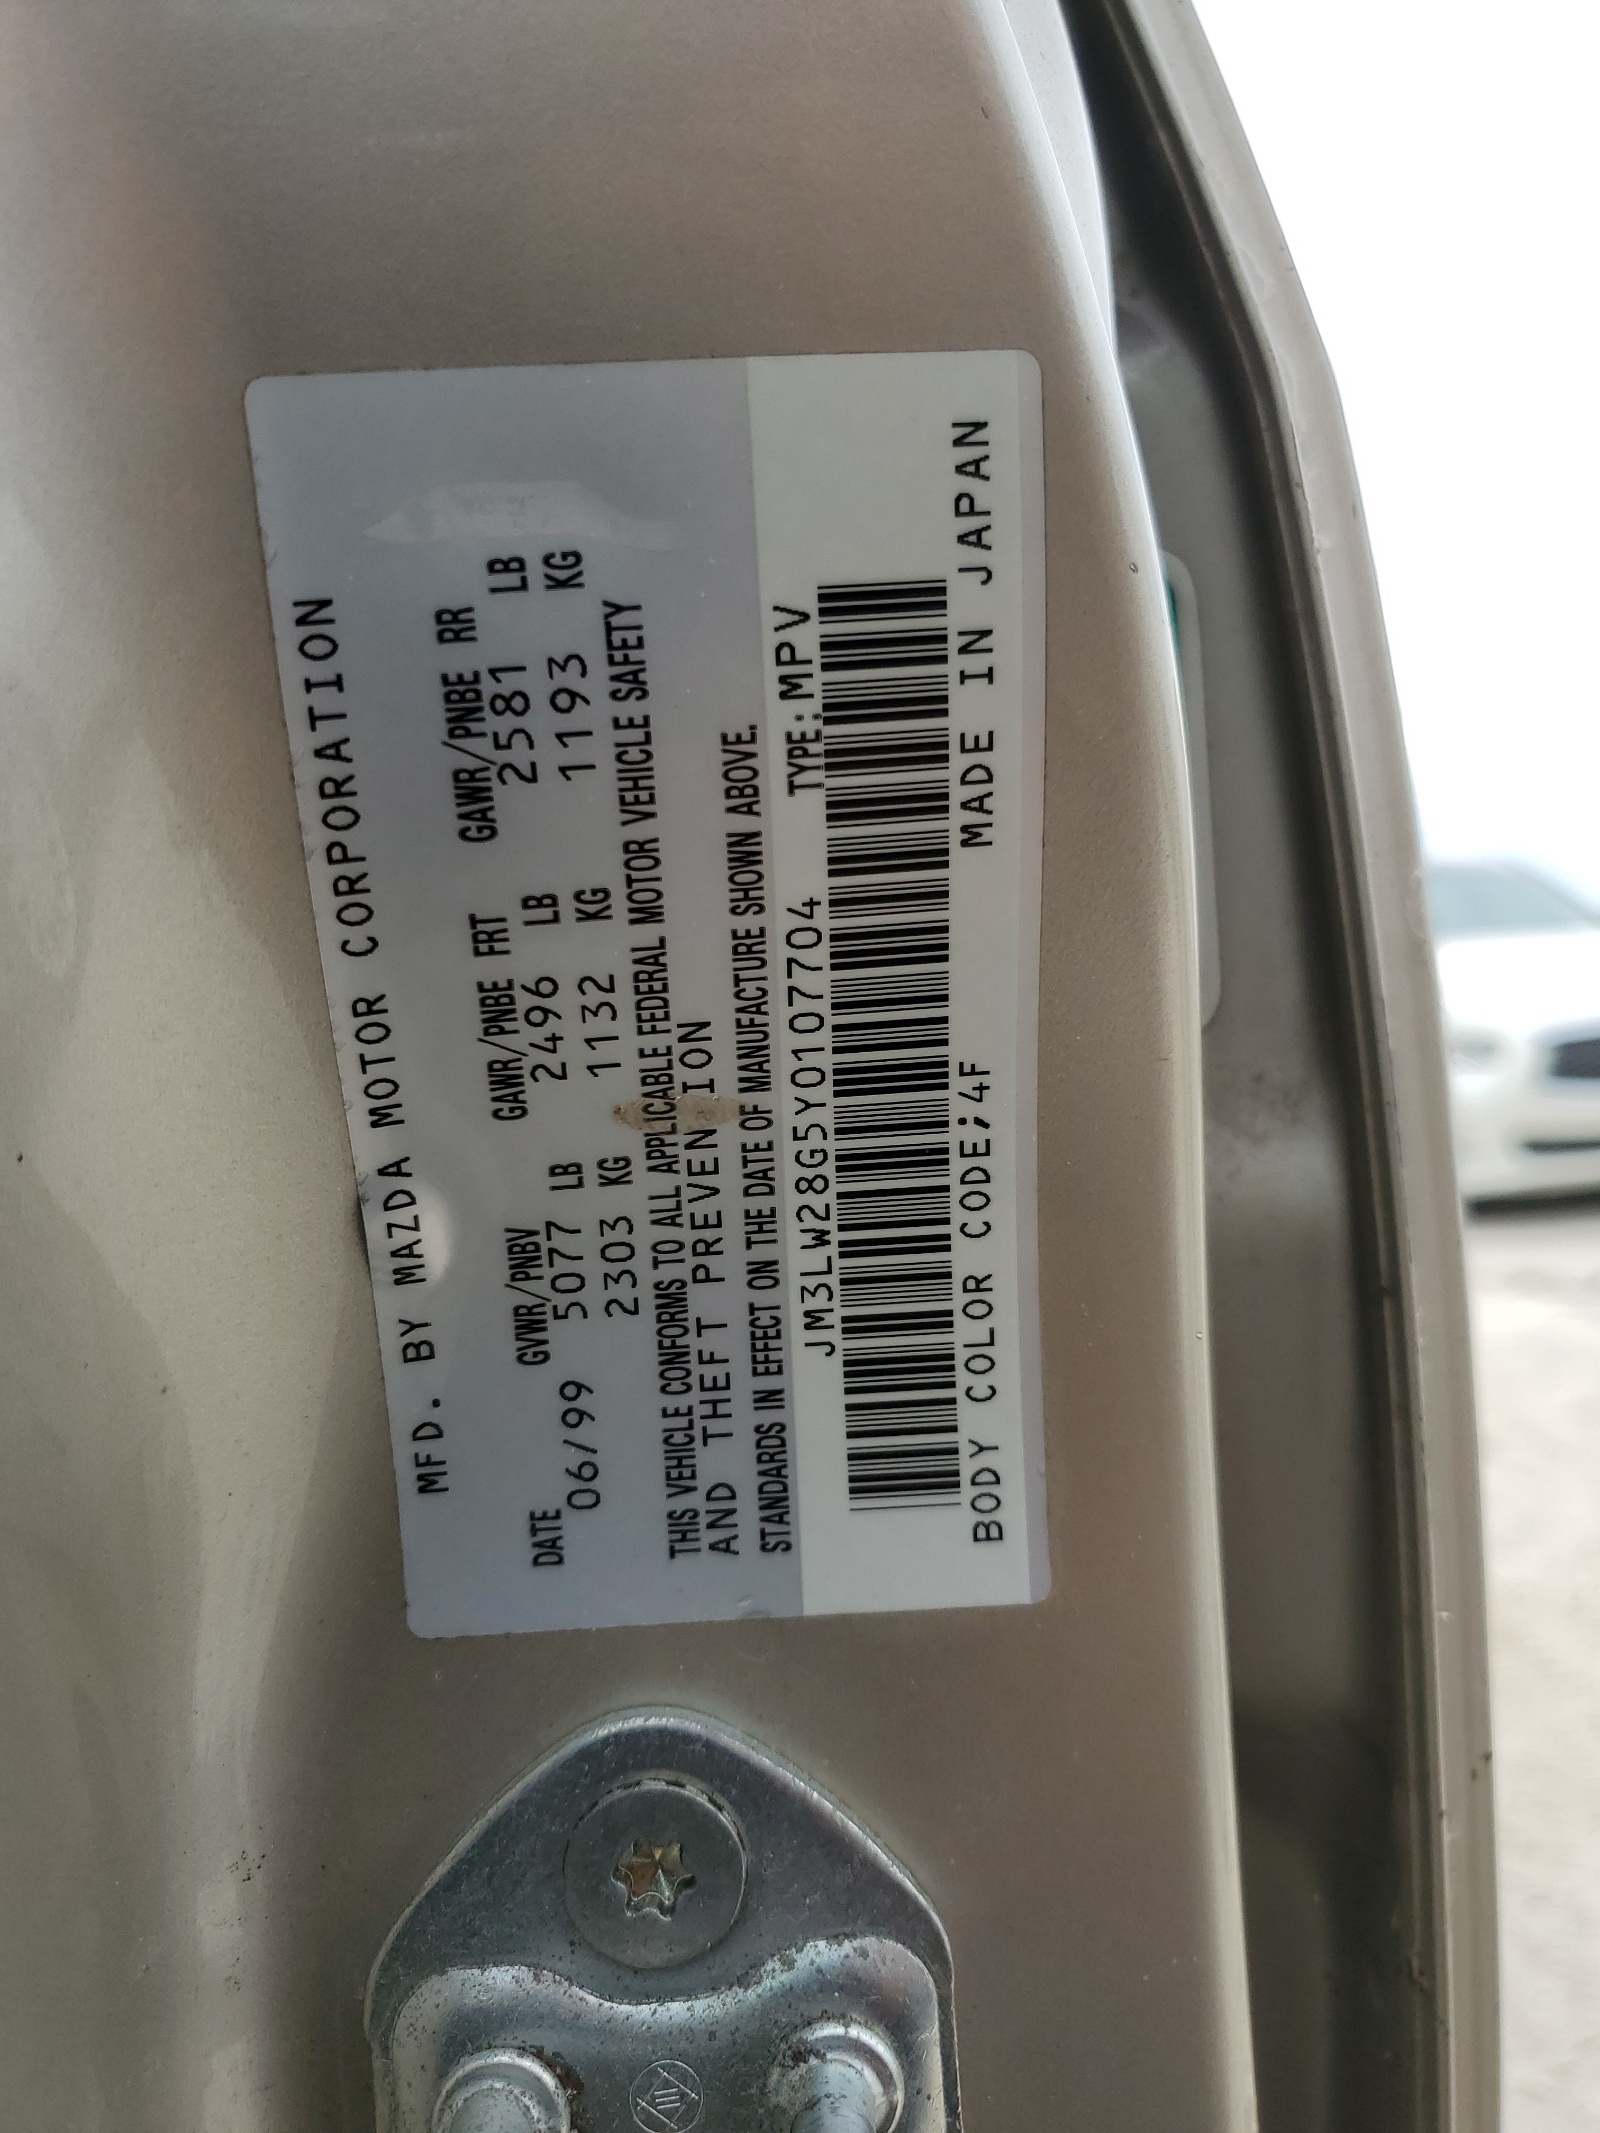 MFD. BY MAZDA MOTOR CORPORATION
DATE GVWR/PNBV GAWR/PNBE FRT GAWR/PNBE RR
06/99 5077 LB 2496 LB 2581 LB
2303 KG 1132 KG 1193 KG
THIS VEHICLE CONFORMS TO ALL APPLICABLE FEDERAL MOTOR VEHICLE SAFETY
AND THEFT PREVENTION
STANDARDS IN EFFECT ON THE DATE OF MANUFACTURE SHOWN ABOVE.
JM3LW28G5Y0107704 TYPE:MPV
BODY COLOR CODE;4F MADE IN JAPAN